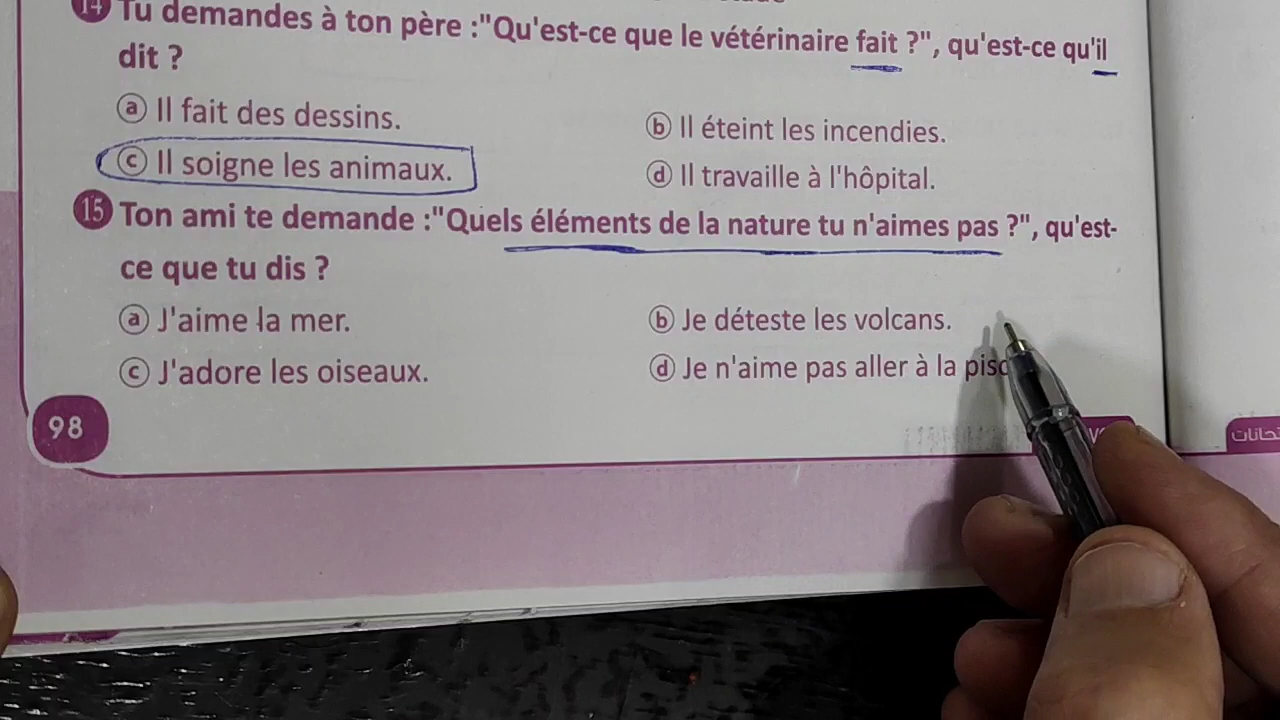 14 Tu demandes à ton père :"Qu'est-ce que le vétérinaire fait ?", qu'est-ce qu'il
dit ?
a Il fait des dessins.
b Il éteint les incendies.
c Il soigne les animaux.
d Il travaille à l'hôpital.
15 Ton ami te demande :"Quels éléments de la nature tu n'aimes pas ?", qu'est-
ce que tu dis ?
a J'aime la mer.
b Je déteste les volcans.
c J'adore les oiseaux.
d Je n'aime pas aller à la
98